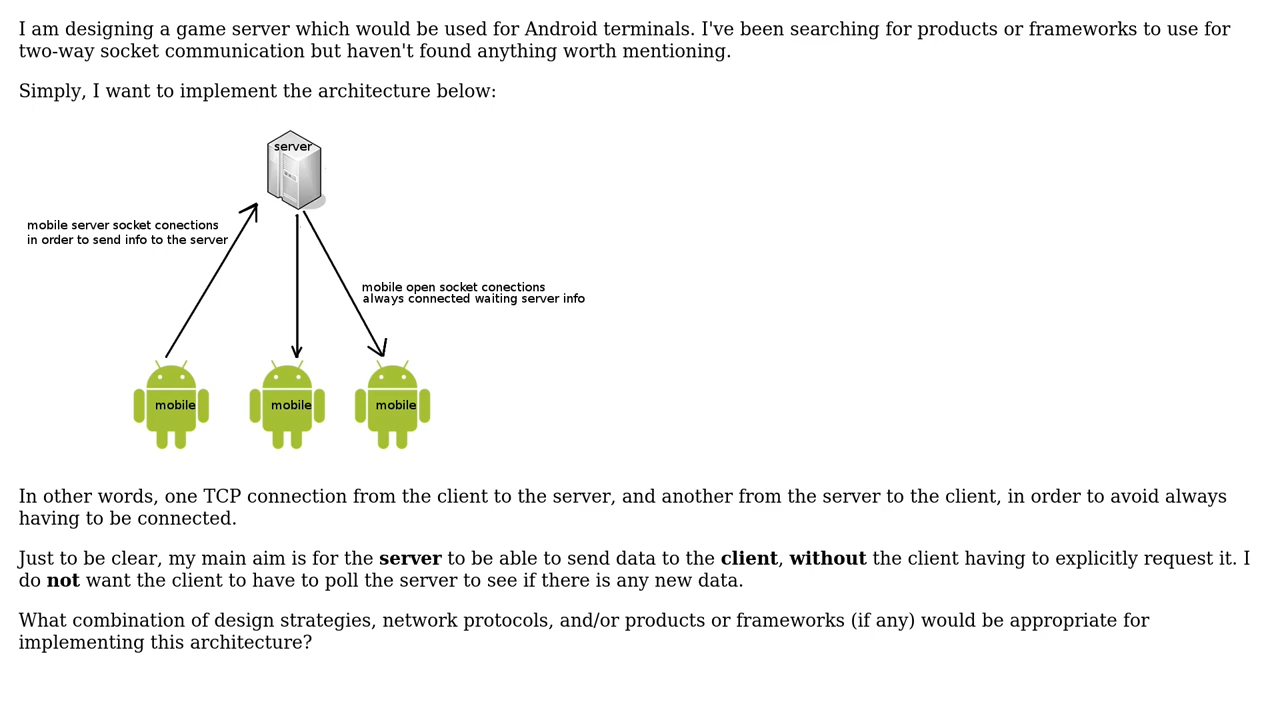 I am designing a game server which would be used for Android terminals. I've been searching for products or frameworks to use for
two-way socket communication but haven't found anything worth mentioning.
Simply, I want to implement the architecture below:
server
mobile server socket conections
in order to send info to the server
mobile open socket conections
always connected waiting server info
mobile
mobile
mobile
In other words, one TCP connection from the client to the server, and another from the server to the client, in order to avoid always
having to be connected.
Just to be clear, my main aim is for the server to be able to send data to the client, without the client having to explicitly request it. I
do not want the client to have to poll the server to see if there is any new data.
What combination of design strategies, network protocols, and/or products or frameworks (if any) would be appropriate for
implementing this architecture?